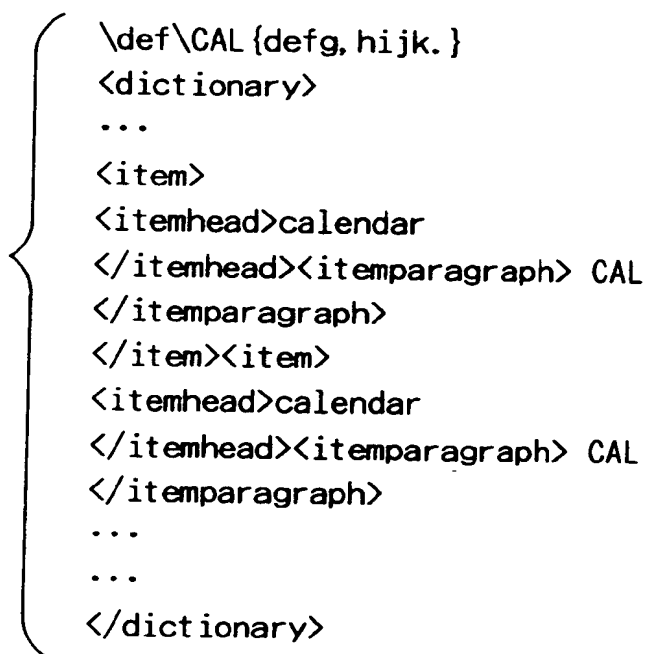 \def\CAL{defg, hijk.}
<dictionary>
...
<item>
<itemhead>calendar
</itemhead><itemparagraph> CAL
</itemparagraph>
</item><item>
<itemhead>calendar
</itemhead><itemparagraph> CAL
</itemparagraph>
...
...
</dictionary>